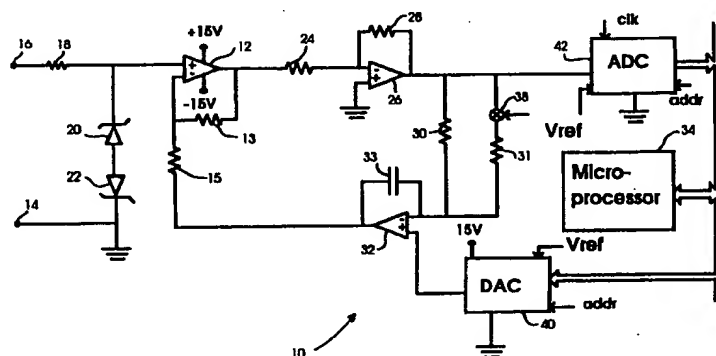 clk
16
18
+15V
12
24
28
42
ADC
26
-15V
13
addr
38
Vref
34
20
30
31
Micro-
processor
15
22
33
14
15V
Vref
32
DAC
addr
10
40